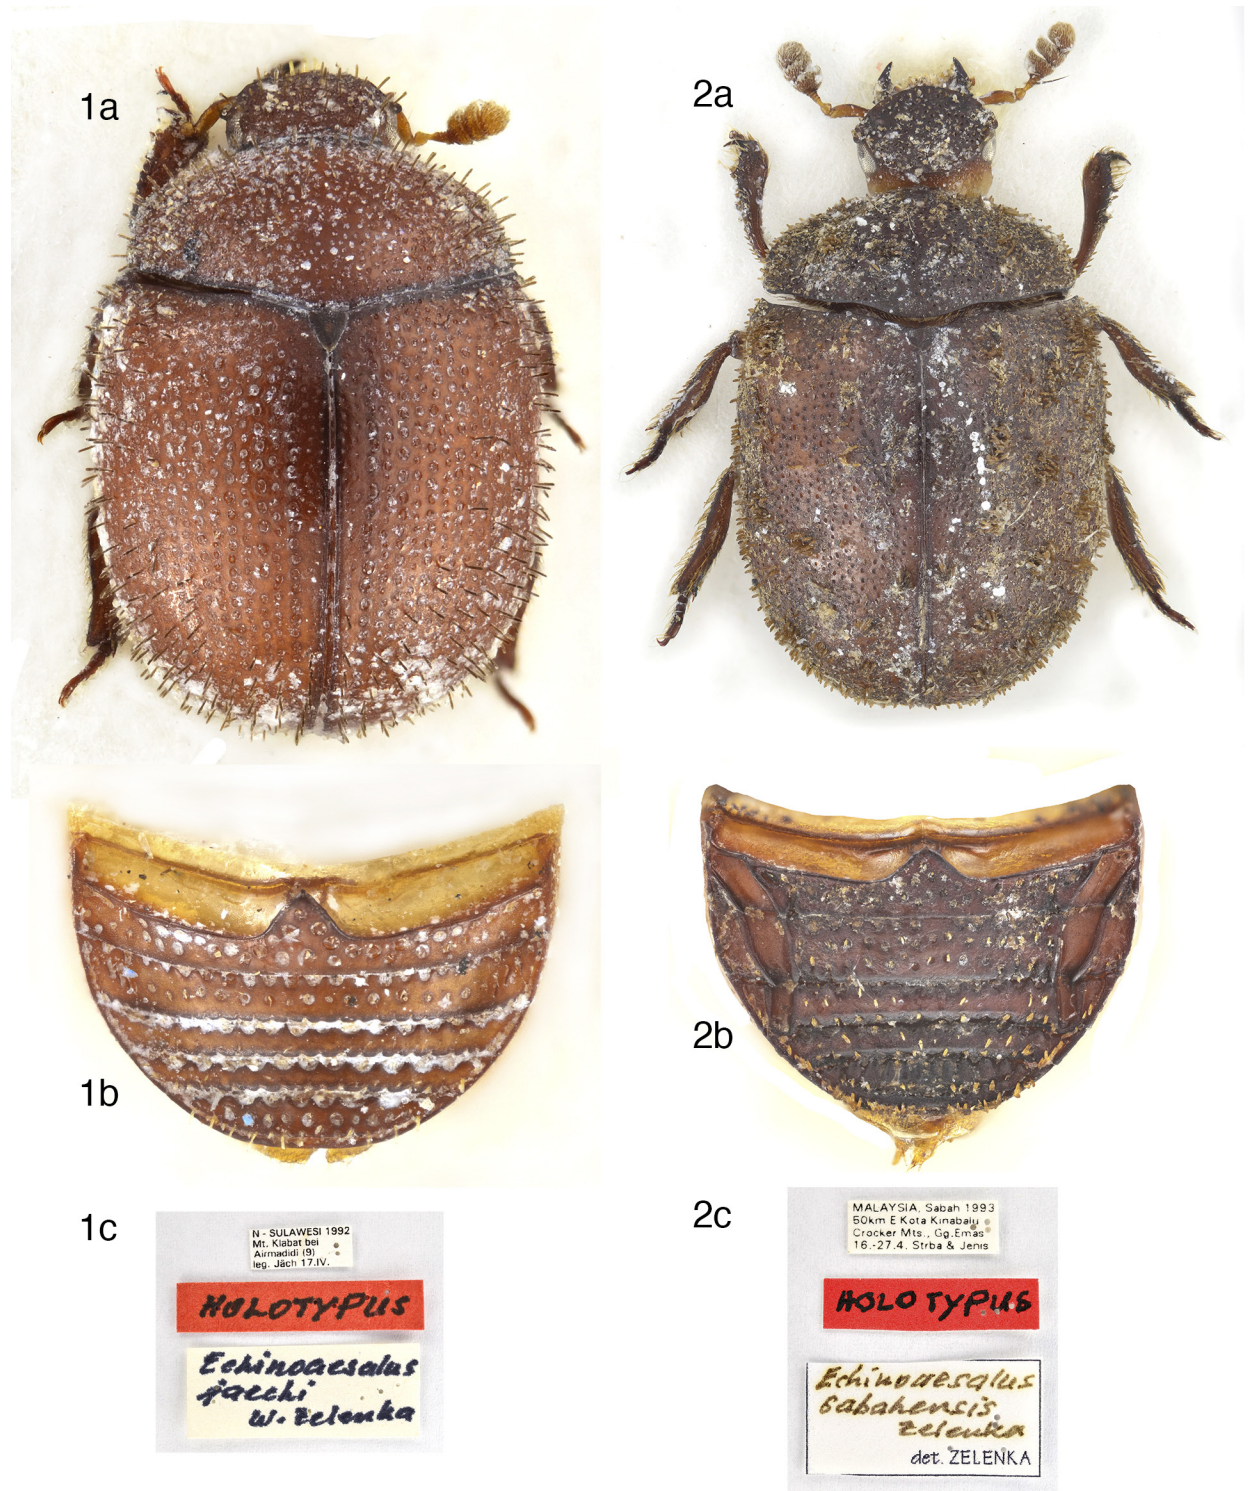 1a
2a
1b
2b
1c
N - SULAWESI 1992
Mt. Klabat bei
Airmadidi (9)
leg. Jäch 17.IV.
HOLOTYPUS
Echinoaesalus
jaechi
W. Zelenka
2c
MALAYSIA, Sabah 1993
50km E Kota Kinabalu
Crocker Mts., Gg.Emas
16.-27.4. Strba & Jenis
HOLOTYPUS
Echinoaesalus
sabahensis
Zelenka
det. ZELENKA